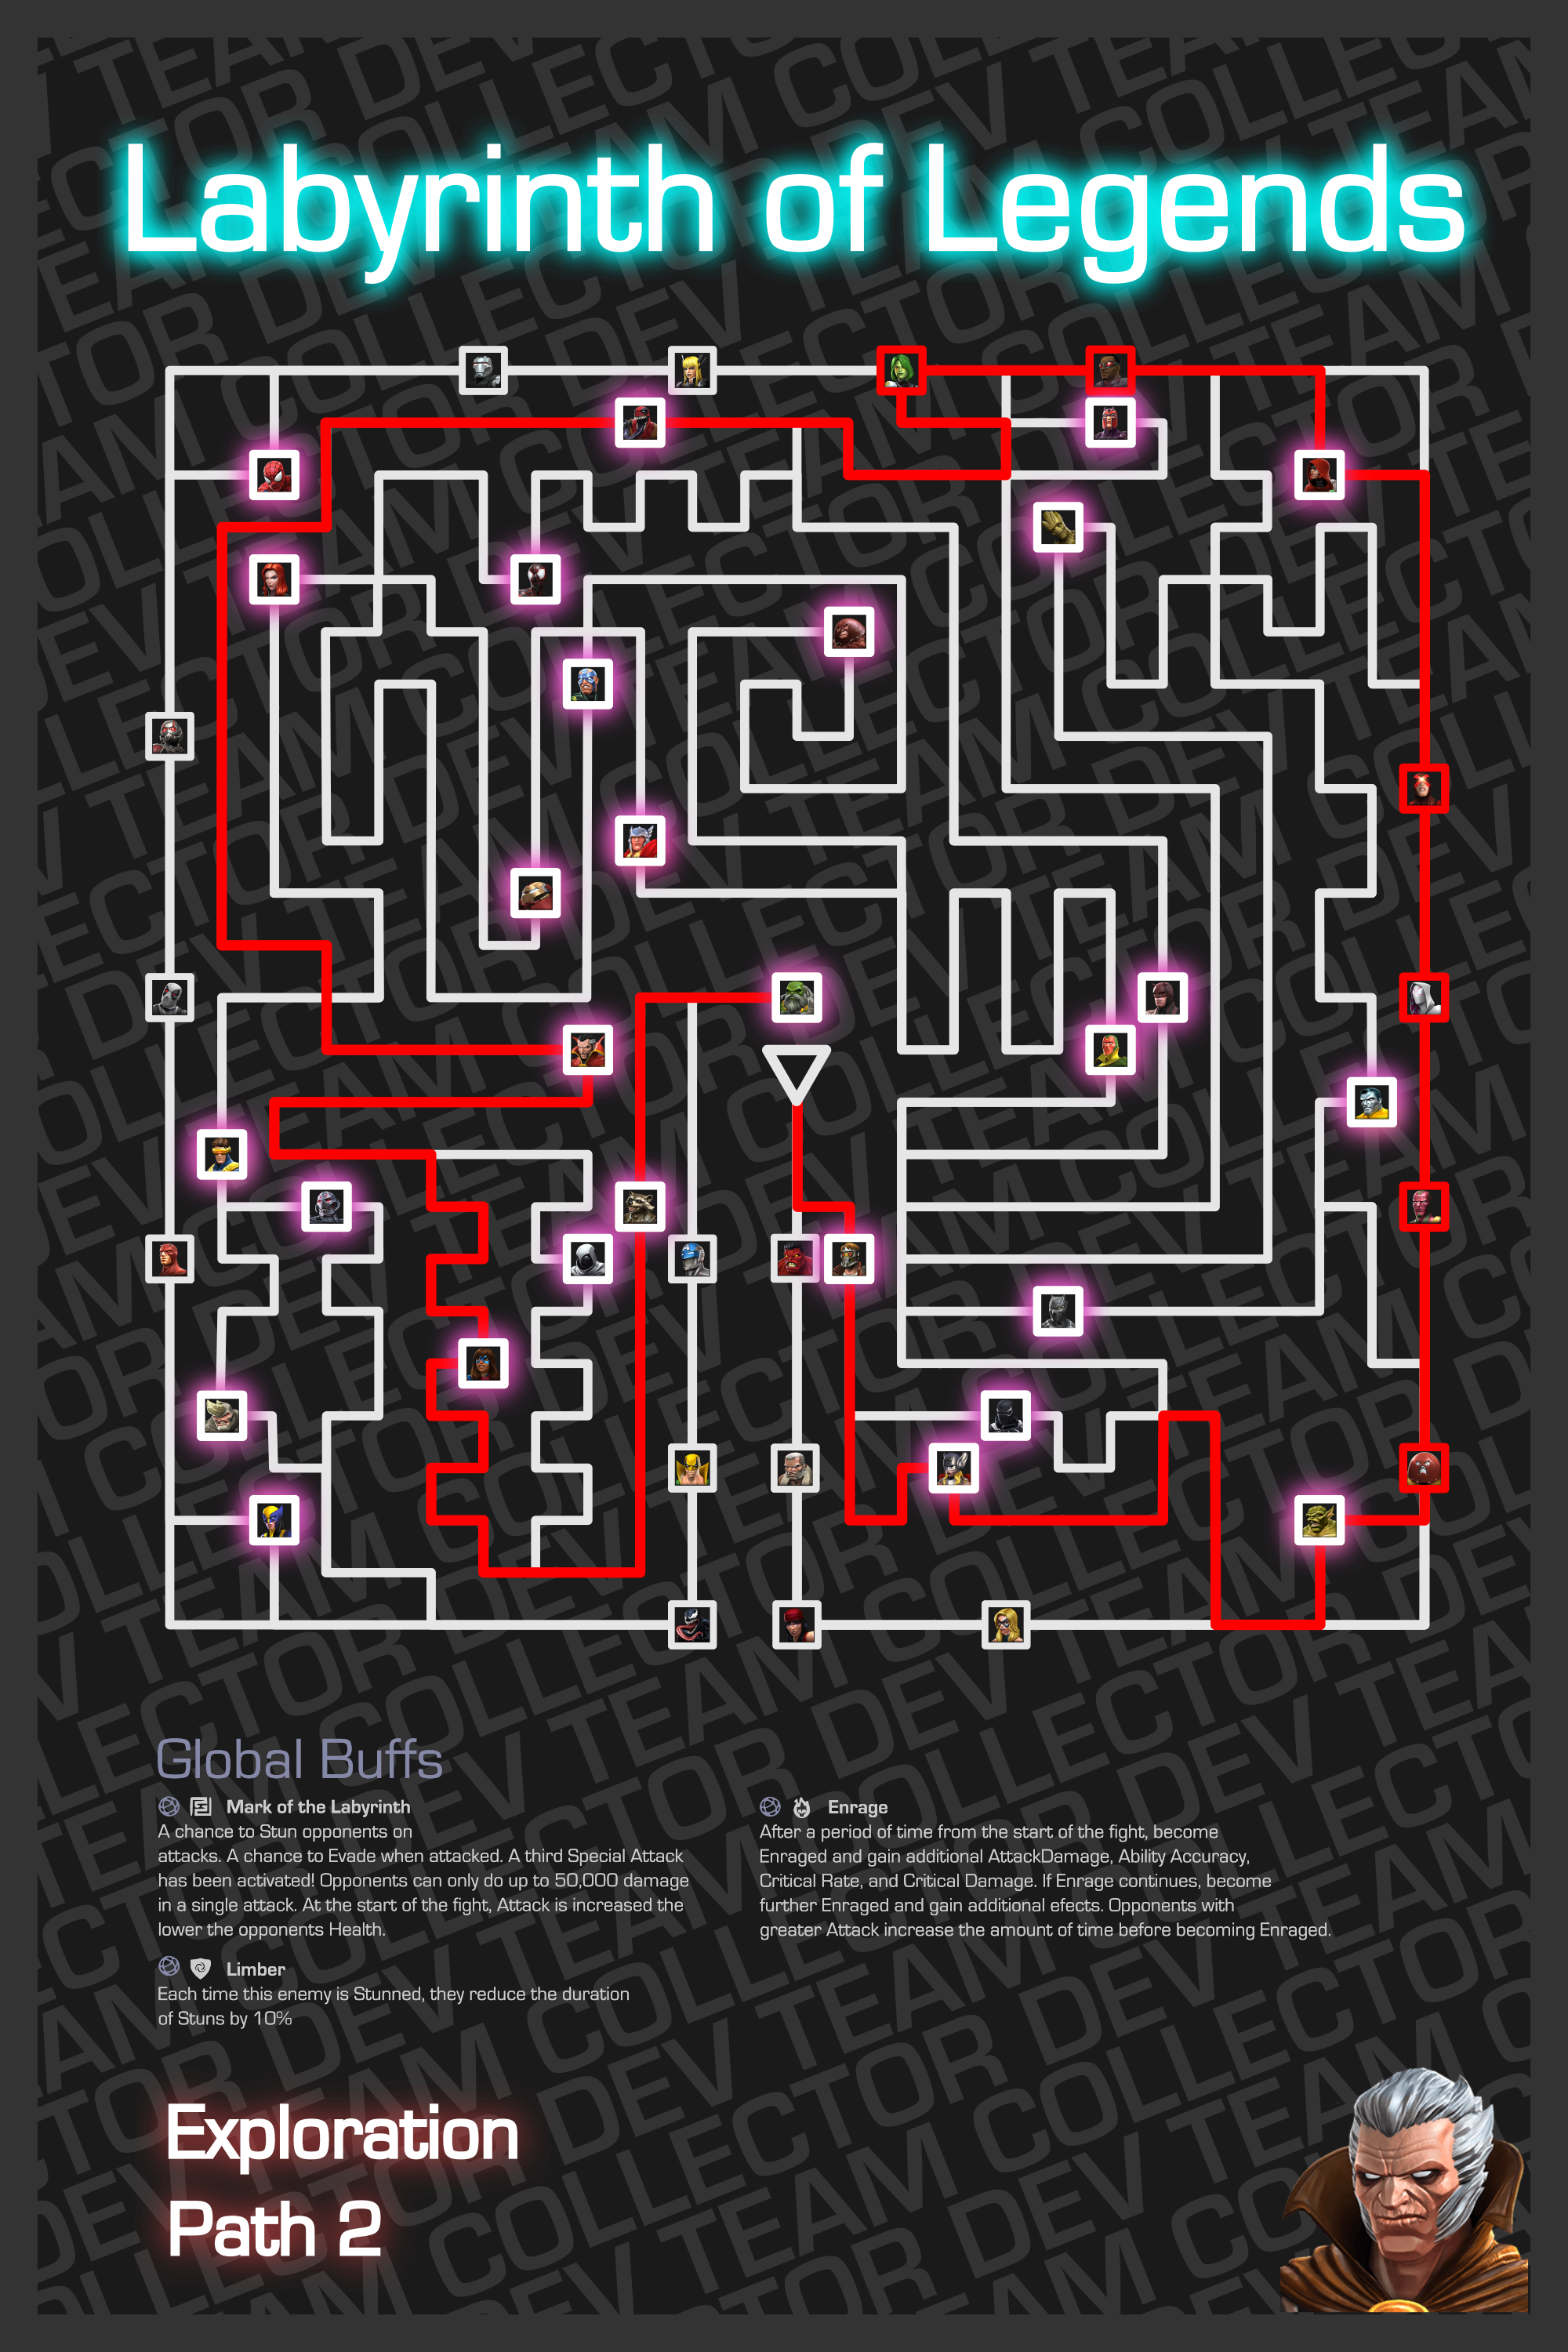 Labyrinth of Legends
Global Buffs
Mark of the Labyrinth
A chance to Stun opponents on
attacks. A chance to Evade when attacked. A third Special Attack
has been activated! Opponents can only do up to 50,000 damage
in a single attack. At the start of the fight, Attack is increased the
lower the opponents Health.
Limber
Each time this enemy is Stunned, they reduce the duration
of Stuns by 10%
Enrage
After a period of time from the start of the fight, become
Enraged and gain additional AttackDamage, Ability Accuracy,
Critical Rate, and Critical Damage. If Enrage continues, become
further Enraged and gain additional efects. Opponents with
greater Attack increase the amount of time before becoming Enraged.
Exploration
Path 2
COLLECTOR DEV TEAM